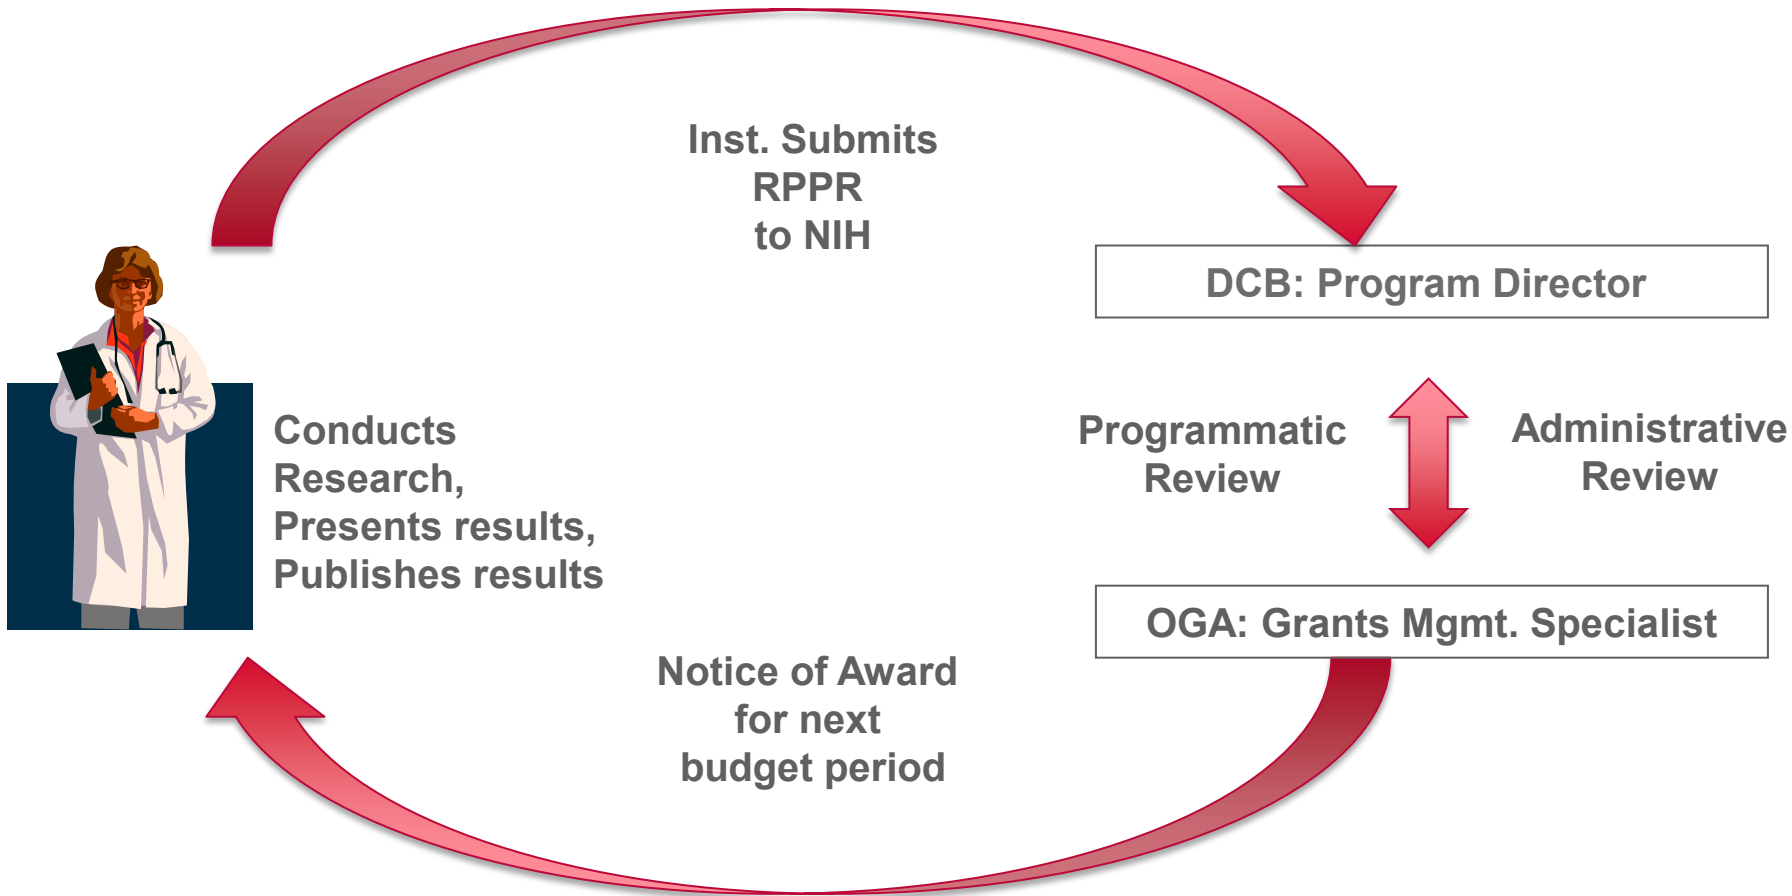 Inst. Submits
RPPR
to NIH
DCB: Program Director
Conducts
Research,
Presents results,
Publishes results
Programmatic
Review
Administrative
Review
OGA: Grants Mgmt. Specialist
Notice of Award
for next
budget period